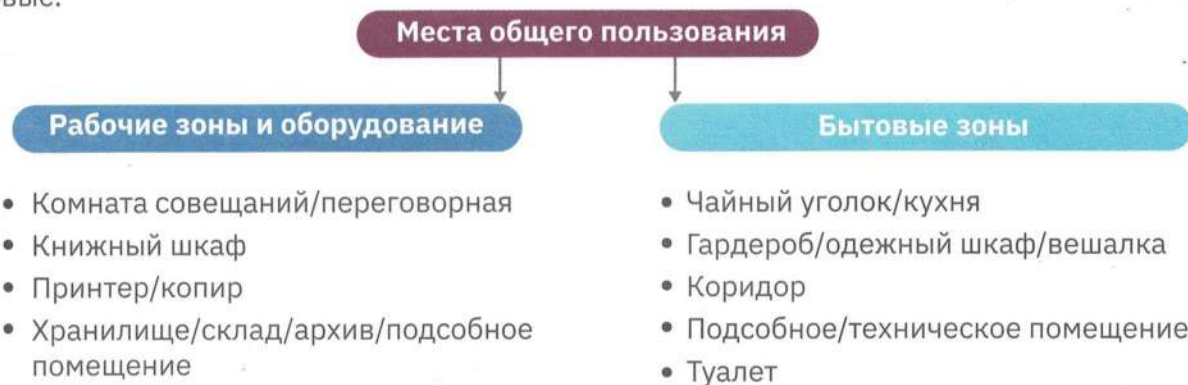 Места общего пользования
Рабочие зоны и оборудование
• Комната совещаний/переговорная
• Книжный шкаф
• Принтер/копир
• Хранилище/склад/архив/подсобное
помещение
Бытовые зоны
• Чайный уголок/кухня
• Гардероб/одежный шкаф/вешалка
• Коридор
• Подсобное/техническое помещение
• Туалет